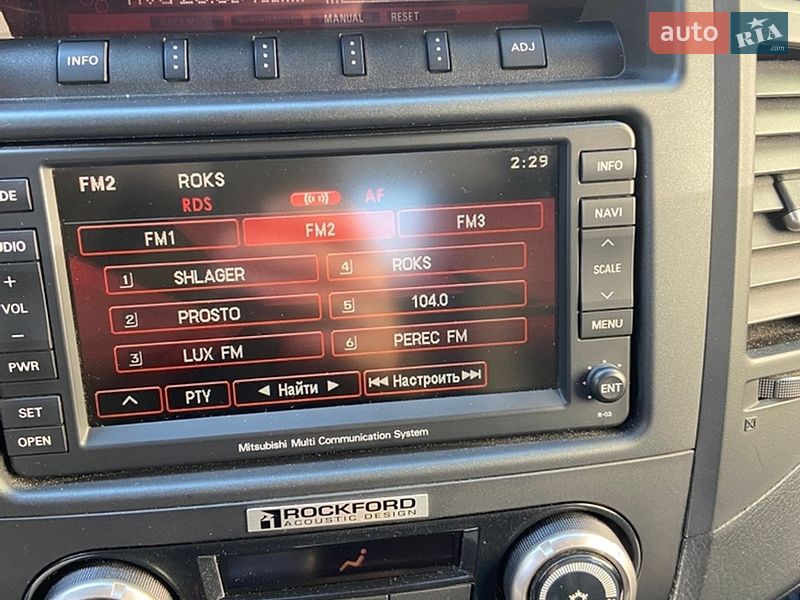 MANUAL RESET
auto RIA .com
INFO ADJ
FM2 ROKS 2:29
RDS AF
FM1 FM2 FM3
1 SHLAGER 4 ROKS
2 PROSTO 5 104.0
3 LUX FM 6 PEREC FM
PTY Найти Настроить
DE
VOL
PWR
SET
OPEN
INFO
NAVI
SCALE
MENU
ENT
R-03
Mitsubishi Multi Communication System
ROCKFORD
ACOUSTIC DESIGN